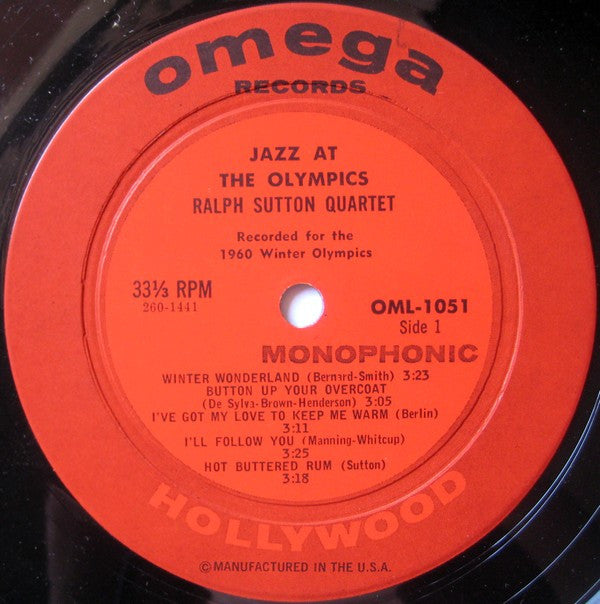 omega
RECORDS
JAZZ AT
THE OLYMPICS
RALPH SUTTON QUARTET
Recorded for the
1960 Winter Olympics
33⅓ RPM
260-1441
OML-1051
Side 1
MONOPHONIC
WINTER WONDERLAND (Bernard-Smith) 3:23
BUTTON UP YOUR OVERCOAT
(De Sylva-Brown-Henderson) 3:05
I'VE GOT MY LOVE TO KEEP ME WARM (Berlin)
3:11
I'LL FOLLOW YOU (Manning-Whitcup)
3:25
HOT BUTTERED RUM (Sutton)
3:18
HOLLYWOOD
©MANUFACTURED IN THE U.S.A.